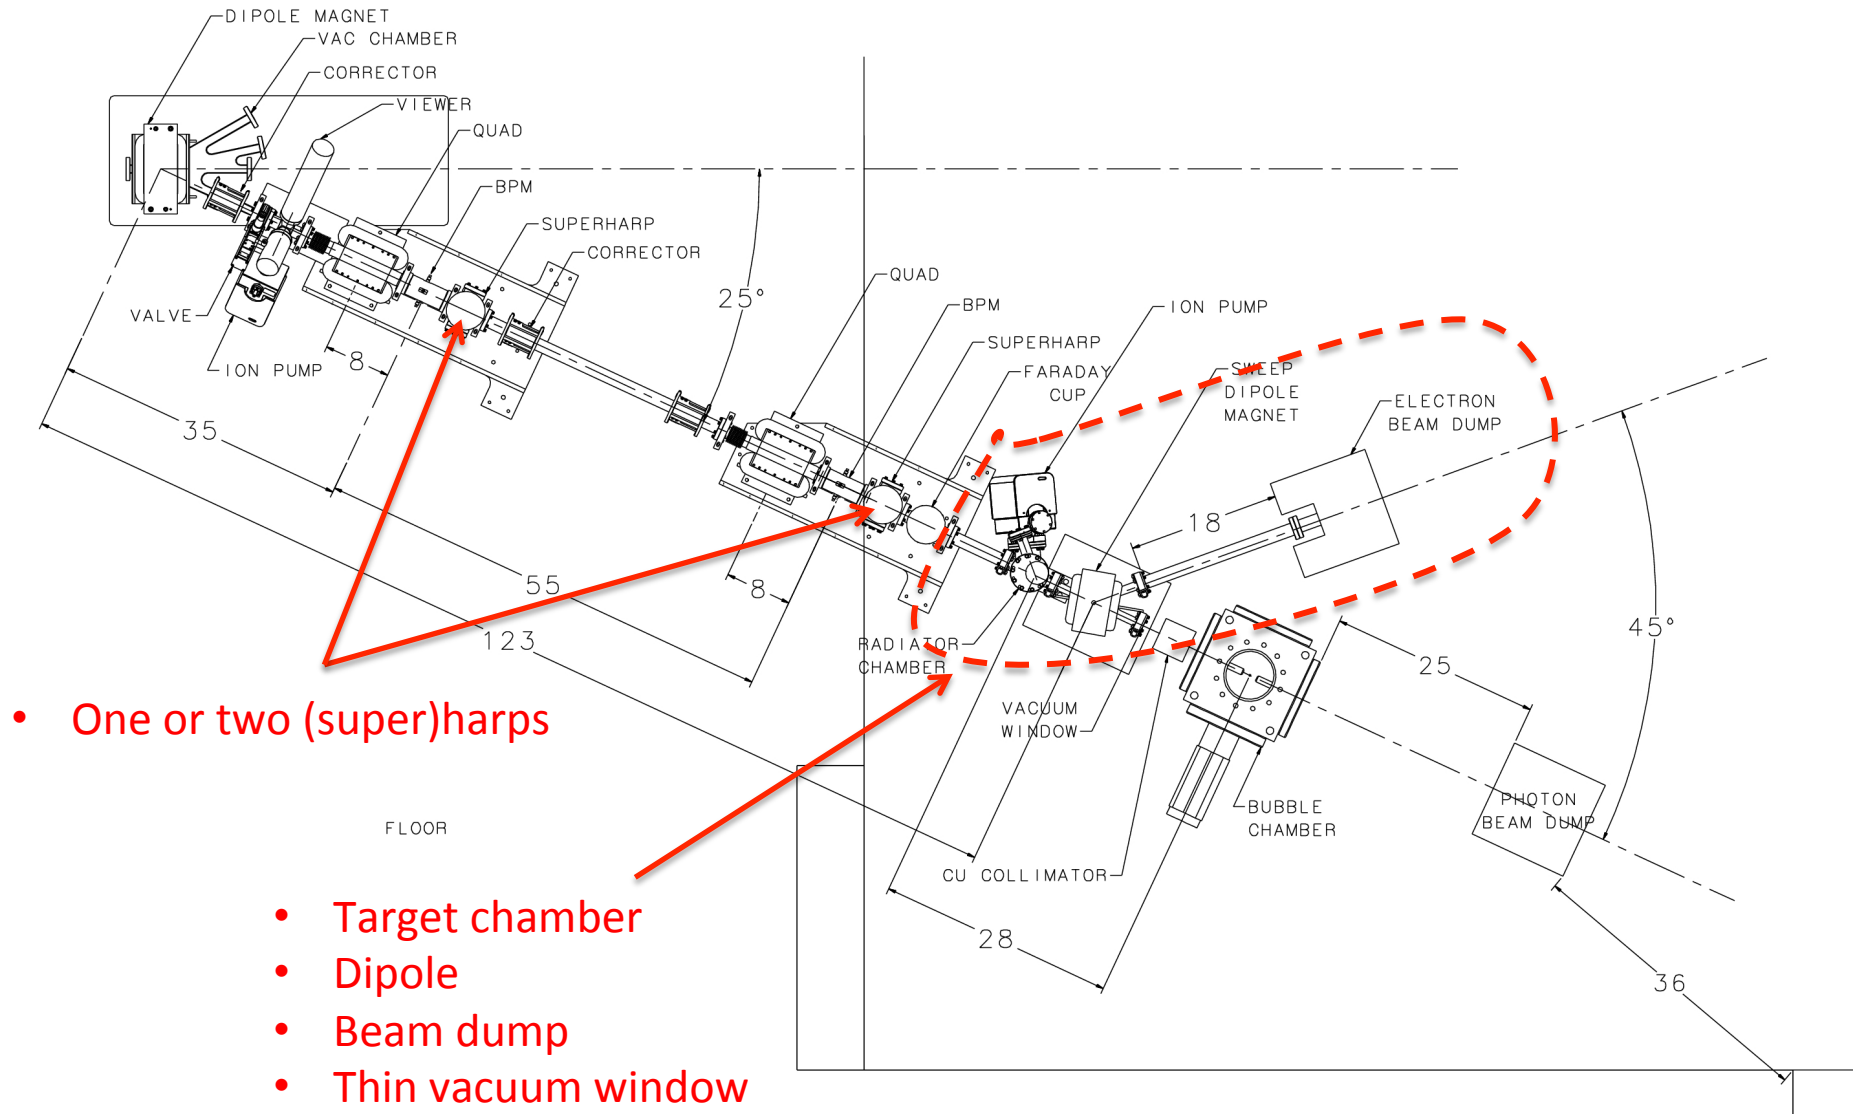 DIPOLE MAGNET
VAC CHAMBER
CORRECTOR
VIEWER
QUAD
BPM
SUPERHARP
CORRECTOR
25°
VALVE
ION PUMP
8
35
QUAD
BPM
ION PUMP
SUPERHARP
FARADAY
CUP
SWEEP
DIPOLE
MAGNET
ELECTRON
BEAM DUMP
18
55
8
123
45°
RADIATOR
CHAMBER
25
VACUUM
WINDOW
• One or two (super)harps
FLOOR
BUBBLE
CHAMBER
PHOTON
BEAM DUMP
CU COLLIMATOR
28
36
• Target chamber
• Dipole
• Beam dump
• Thin vacuum window